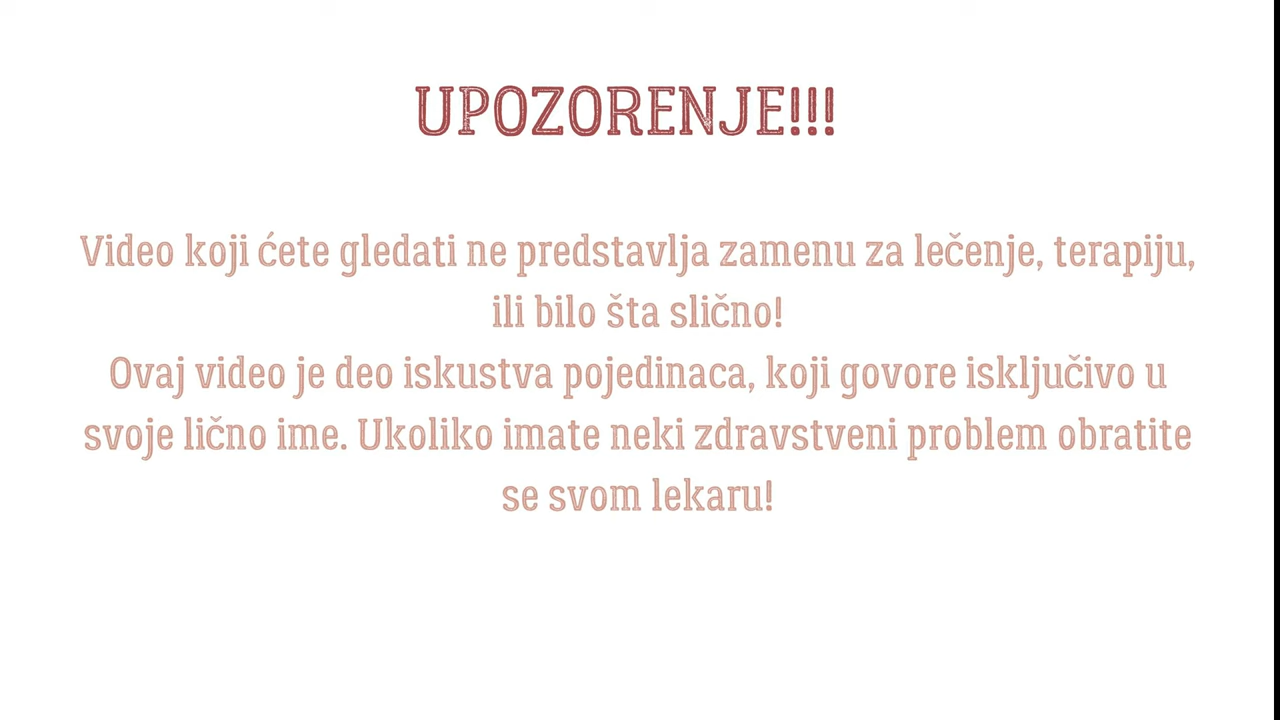 UPOZORENJE!!!
Video koji ćete gledati ne predstavlja zamenu za lečenje, terapiju,
ili bilo šta slično!
Ovaj video je deo iskustva pojedinaca, koji govore isključivo u
svoje lično ime. Ukoliko imate neki zdravstveni problem obratite
se svom lekaru!